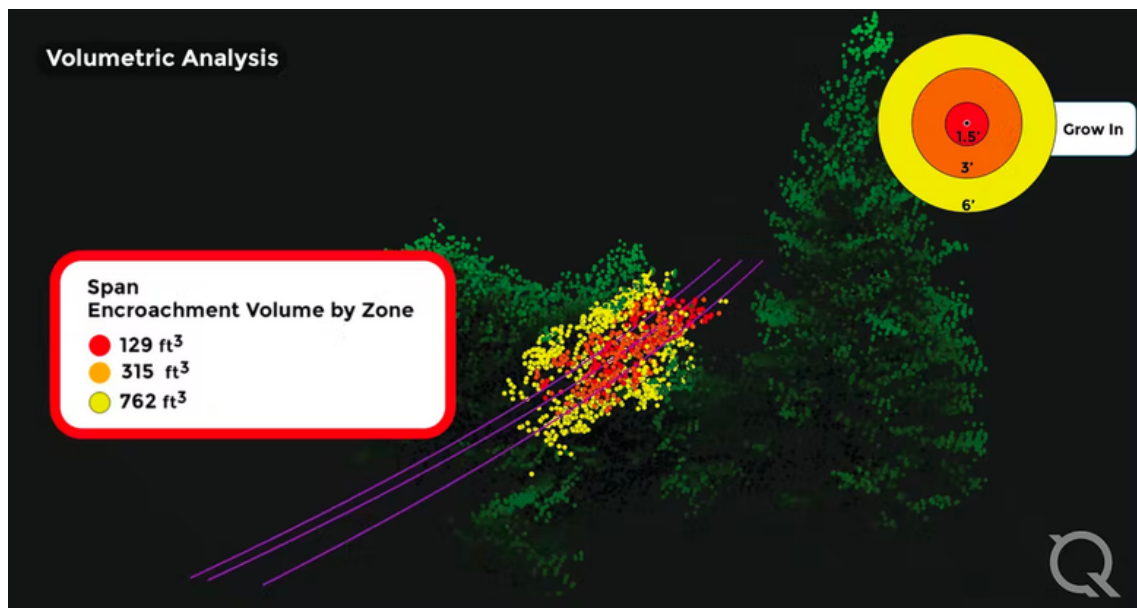 Volumetric Analysis
1.5'
3'
6'
Grow In
Span
Encroachment Volume by Zone
129 ft³
315 ft³
762 ft³